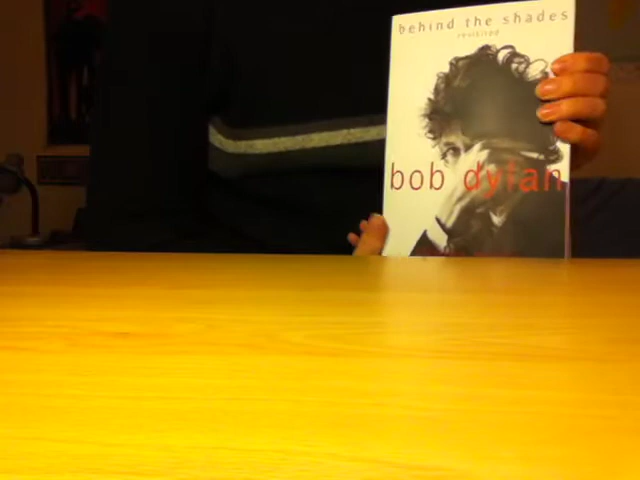 behind the shades
revisited
bob dylan